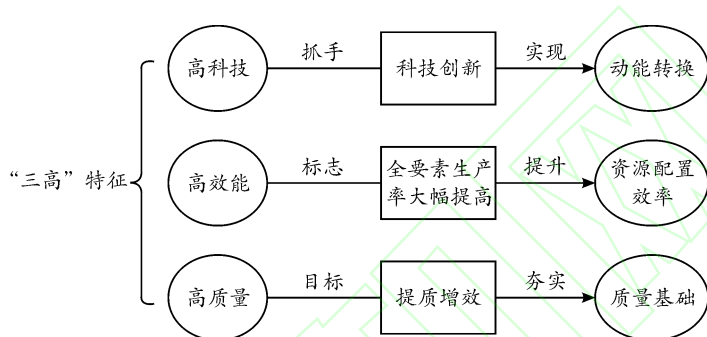 高科技
抓手
科技创新
实现
动能转换
“三高”特征
高效能
标志
全要素生产
率大幅提高
提升
资源配置
效率
高质量
目标
提质增效
夯实
质量基础